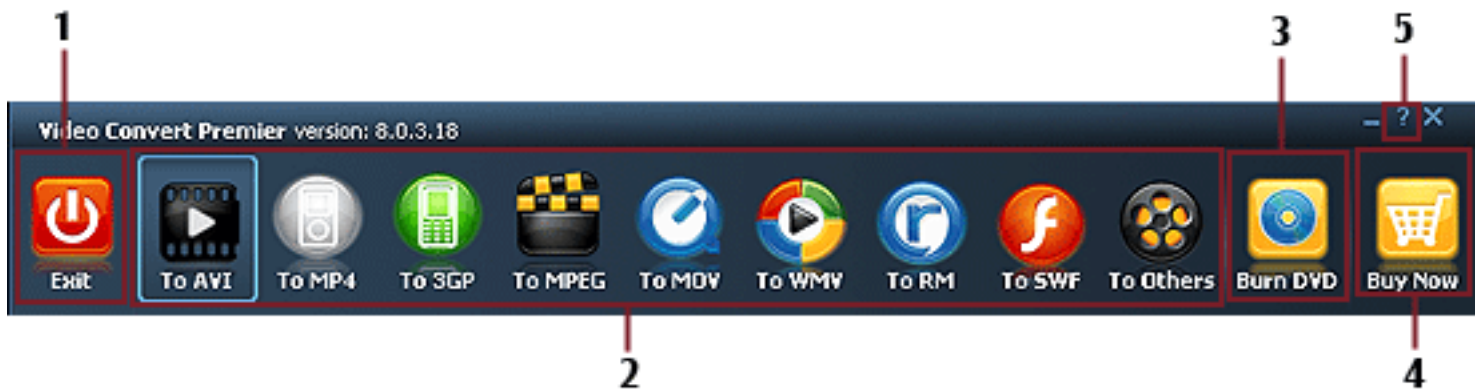 1
3
5
Video Convert Premier version: 8.0.3.18
?
Exit
To AVI
To MP4
To 3GP
To MPEG
To MOV
To WMV
To RM
To SWF
To Others
Burn DVD
Buy Now
2
4